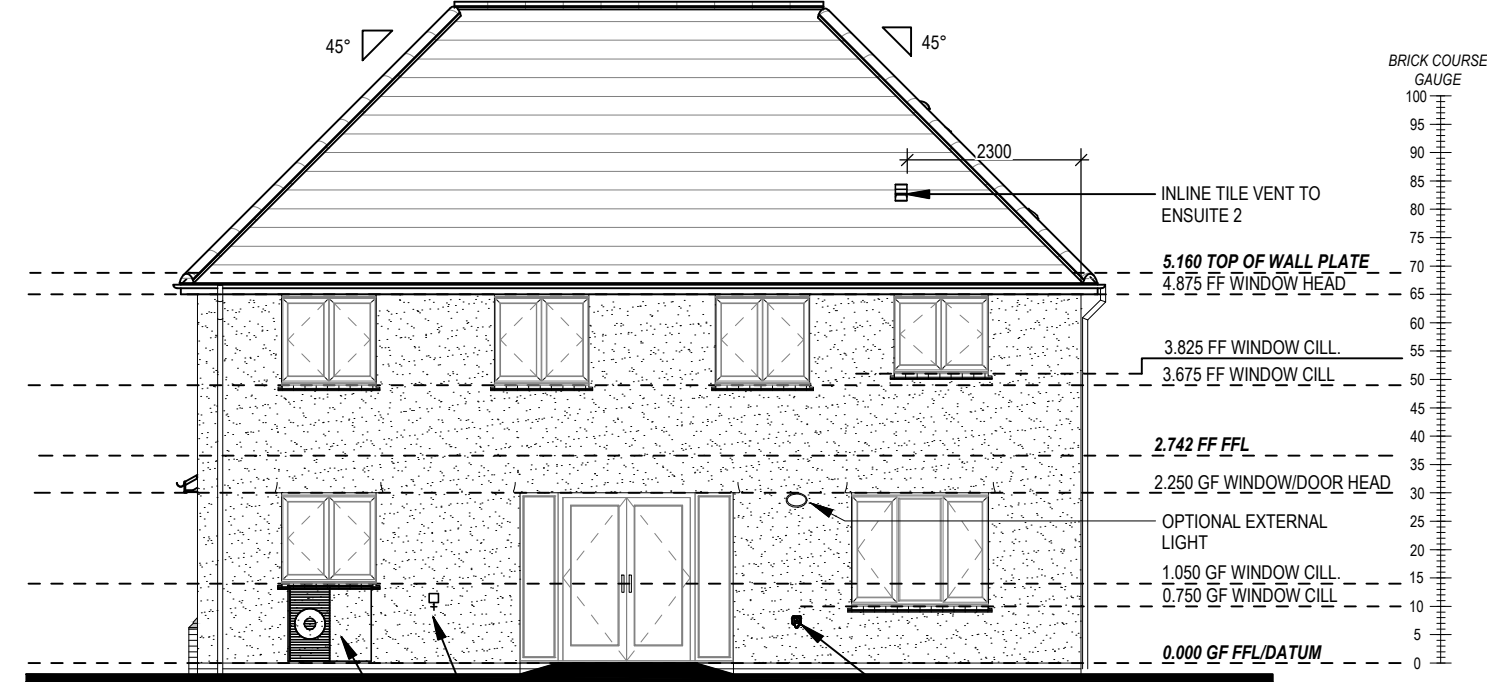 45°
45°
BRICK COURSE
GAUGE
100
95
90
2300
85
INLINE TILE VENT TO
80
ENSUITE 2
75
5.160 TOP OF WALL PLATE
70
4.875 FF WINDOW HEAD
65
60
3.825 FF WINDOW CILL.
55
3.675 FF WINDOW CILL
50
45
2.742 FF FFL
40
35
2.250 GF WINDOW/DOOR HEAD
30
OPTIONAL EXTERNAL
25
LIGHT
20
1.050 GF WINDOW CILL.
15
0.750 GF WINDOW CILL
10
5
0.000 GF FFL/DATUM
0